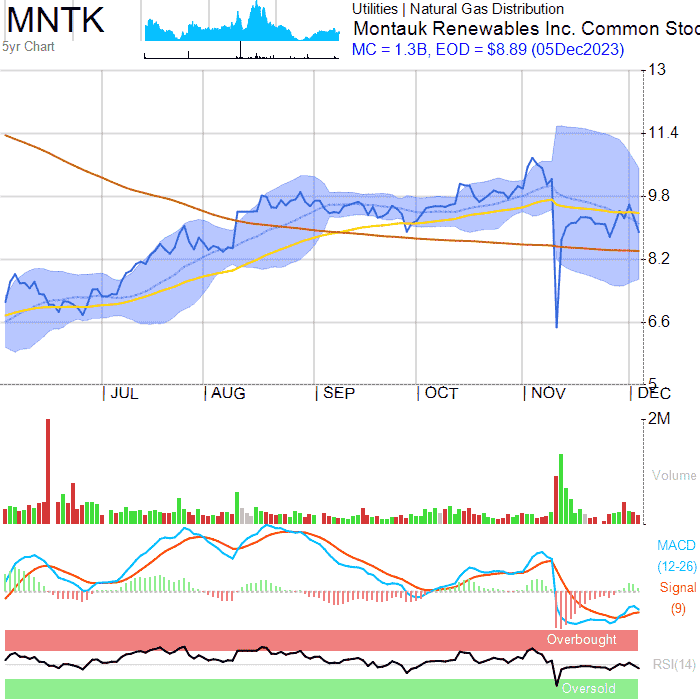 MNTK
5yr Chart
Utilities | Natural Gas Distribution
Montauk Renewables Inc. Common Stoc
MC = 1.3B, EOD = $8.89 (05Dec2023)
13
11.4
9.8
8.2
6.6
5
JUL
AUG
SEP
OCT
NOV
DEC
2M
Volume
MACD
(12-26)
Signal
(9)
Overbought
RSI(14)
Oversold